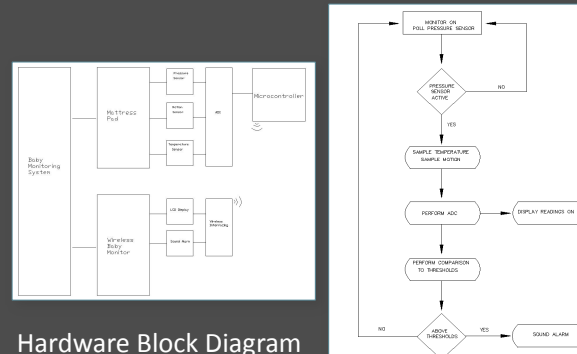 Baby
Monitoring
System
Mattress
Pad
Pressure
Sensor
Motion
Sensor
Temperature
Sensor
ADC
Microcontroller
Wireless
Baby
Monitor
LCD Display
Sound Alarm
Wireless
Interfacing
Hardware Block Diagram
MONITOR ON
POLL PRESSURE SENSOR
PRESSURE
SENSOR
ACTIVE
NO
YES
SAMPLE TEMPERATURE
SAMPLE MOTION
PERFORM ADC
DISPLAY READINGS ON
PERFORM COMPARISON
TO THRESHOLDS
NO
ABOVE
THRESHOLDS
YES
SOUND ALARM